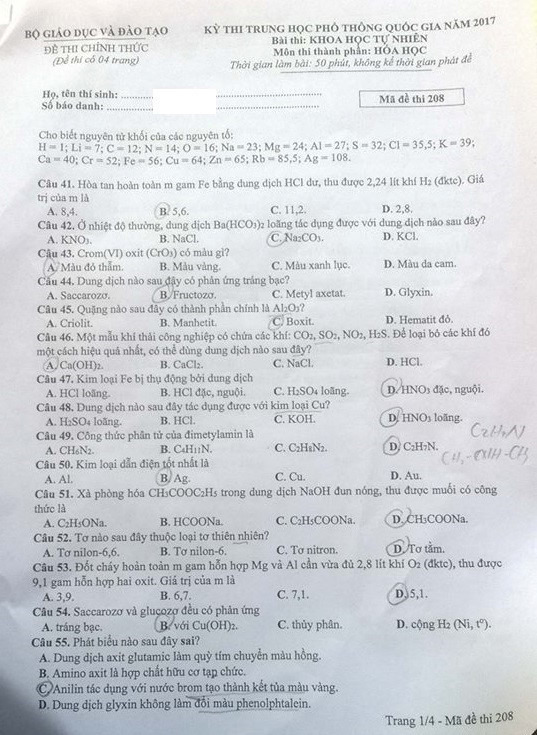 BỘ GIÁO DỤC VÀ ĐÀO TẠO
ĐỀ THI CHÍNH THỨC
(Đề thi có 04 trang)
KỲ THI TRUNG HỌC PHỔ THÔNG QUỐC GIA NĂM 2017
Bài thi: KHOA HỌC TỰ NHIÊN
Môn thi thành phần: HÓA HỌC
Thời gian làm bài: 50 phút, không kể thời gian phát đề
Họ, tên thí sinh:
Số báo danh:
Mã đề thi 208
Cho biết nguyên tử khối của các nguyên tố:
H = 1; Li = 7; C = 12; N = 14; O = 16; Na = 23; Mg = 24; Al = 27; S = 32; Cl = 35,5; K = 39;
Ca = 40; Cr = 52; Fe = 56; Cu = 64; Zn = 65; Rb = 85,5; Ag = 108.
Câu 41. Hòa tan hoàn toàn m gam Fe bằng dung dịch HCl dư, thu được 2,24 lít khí H₂ (đktc). Giá
trị của m là
A. 8,4. B. 5,6. C. 11,2. D. 2,8.
Câu 42. Ở nhiệt độ thường, dung dịch Ba(HCO₃)₂ loãng tác dụng được với dung dịch nào sau đây?
A. KNO₃. B. NaCl. C. Na₂CO₃. D. KCl.
Câu 43. Crom(VI) oxit (CrO₃) có màu gì?
A. Màu đỏ thẫm. B. Màu vàng. C. Màu xanh lục. D. Màu da cam.
Câu 44. Dung dịch nào sau đây có phản ứng tráng bạc?
A. Saccarozơ. B. Fructozơ. C. Metyl axetat. D. Glyxin.
Câu 45. Quặng nào sau đây có thành phần chính là Al₂O₃?
A. Criolit. B. Manhetit. C. Boxit. D. Hematit đỏ.
Câu 46. Một mẫu khí thải công nghiệp có chứa các khí: CO₂, SO₂, NO₂, H₂S. Để loại bỏ các khí đó
một cách hiệu quả nhất, có thể dùng dung dịch nào sau đây?
A. Ca(OH)₂. B. CaCl₂. C. NaCl. D. HCl.
Câu 47. Kim loại Fe bị thụ động bởi dung dịch
A. HCl loãng. B. HCl đặc, nguội. C. H₂SO₄ loãng. D. HNO₃ đặc, nguội.
Câu 48. Dung dịch nào sau đây tác dụng được với kim loại Cu?
A. H₂SO₄ loãng. B. HCl. C. KOH. D. HNO₃ loãng.
Câu 49. Công thức phân tử của đimetylamin là
C₂H₇N
A. CH₆N₂. B. C₄H₁₁N. C. C₂H₈N₂. D. C₂H₇N.
Câu 50. Kim loại dẫn điện tốt nhất là
A. Al. B. Ag. C. Cu. D. Au.
Câu 51. Xà phòng hóa CH₃COOC₂H₅ trong dung dịch NaOH đun nóng, thu được muối có công
thức là
A. C₂H₅ONa. B. HCOONa. C. C₂H₅COONa. D. CH₃COONa.
Câu 52. Tơ nào sau đây thuộc loại tơ thiên nhiên?
A. Tơ nilon-6,6. B. Tơ nilon-6. C. Tơ nitron. D. Tơ tằm.
Câu 53. Đốt cháy hoàn toàn m gam hỗn hợp Mg và Al cần vừa đủ 2,8 lít khí O₂ (đktc), thu được
9,1 gam hỗn hợp hai oxit. Giá trị của m là
A. 3,9. B. 6,7. C. 7,1. D. 5,1.
Câu 54. Saccarozơ và glucozơ đều có phản ứng
A. tráng bạc. B. với Cu(OH)₂. C. thủy phân. D. cộng H₂ (Ni, tº).
Câu 55. Phát biểu nào sau đây sai?
A. Dung dịch axit glutamic làm quỳ tím chuyển màu hồng.
B. Amino axit là hợp chất hữu cơ tạp chức.
C. Anilin tác dụng với nước brom tạo thành kết tủa màu vàng.
D. Dung dịch glyxin không làm đổi màu phenolphtalein.
Trang 1/4 - Mã đề thi 208